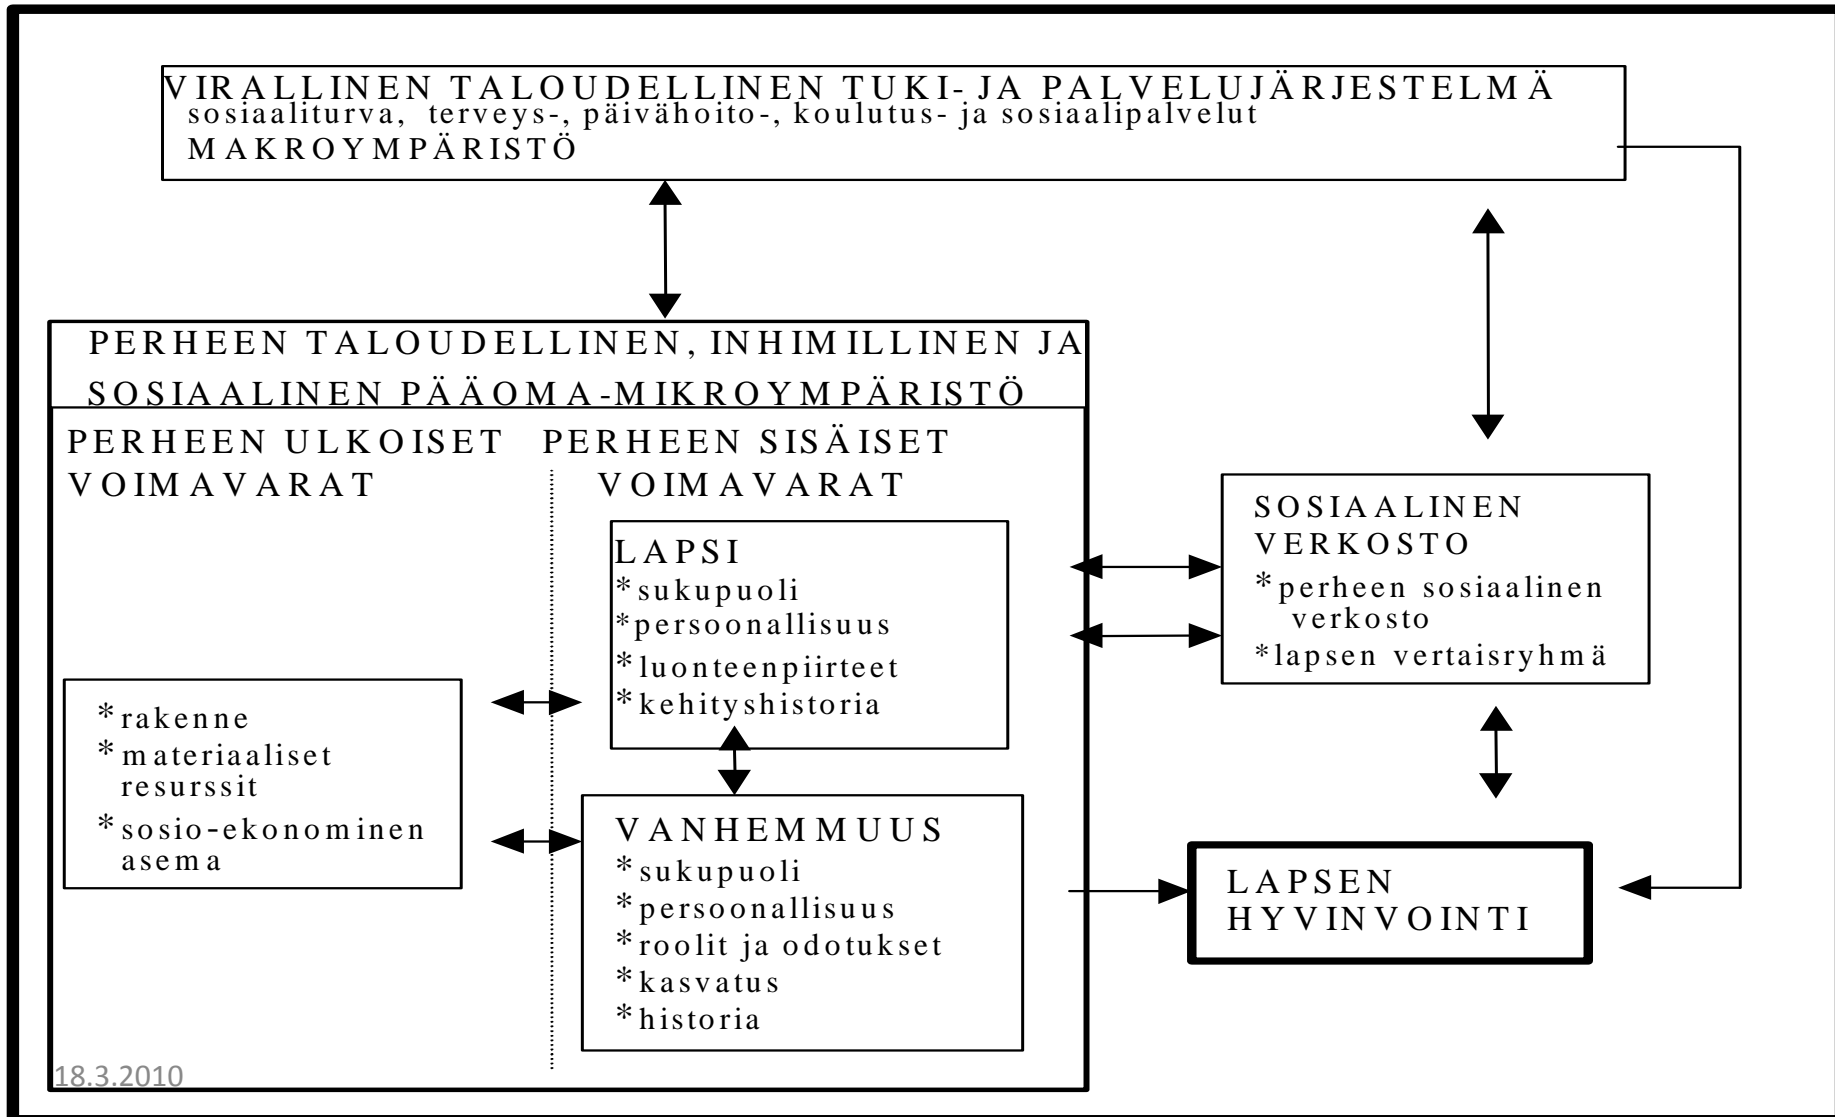 VIRALLINEN TALOUDELLINEN TUKI- JA PALVELUJÄRJESTELMÄ
sosiaaliturva, terveys-, päivähoito-, koulutus- ja sosiaalipalvelut
MAKROYMPÄRISTÖ
PERHEEN TALOUDELLINEN, INHIMILLINEN JA
SOSIAALINEN PÄÄOMA-MIKROYMPÄRISTÖ
PERHEEN ULKOISET
VOIMAVARAT
PERHEEN SISÄISET
VOIMAVARAT
LAPSI
*sukupuoli
*persoonallisuus
*luonteenpiirteet
*kehityshistoria
*rakenne
*materiaaliset
resurssit
*sosio-ekonominen
asema
VANHEMMUUS
*sukupuoli
*persoonallisuus
*roolit ja odotukset
*kasvatus
*historia
SOSIAALINEN
VERKOSTO
*perheen sosiaalinen
verkosto
*lapsen vertaisryhmä
LAPSEN
HYVINVOINTI
18.3.2010